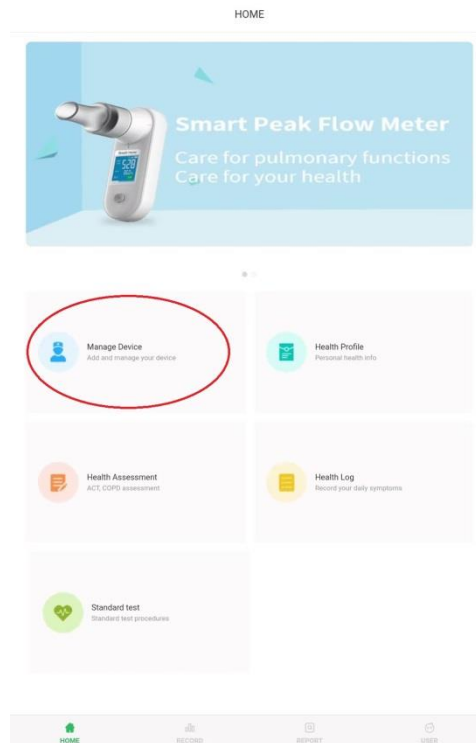 HOME
Smart Peak Flow Meter
Care for pulmonary functions
Care for your health
528
Manage Device
Add and manage your device
Health Profile
Personal health info
Health Assessment
ACT, COPD assessment
Health Log
Record your daily symptoms
Standard test
Standard test procedures
HOME
RECORD
REPORT
USER